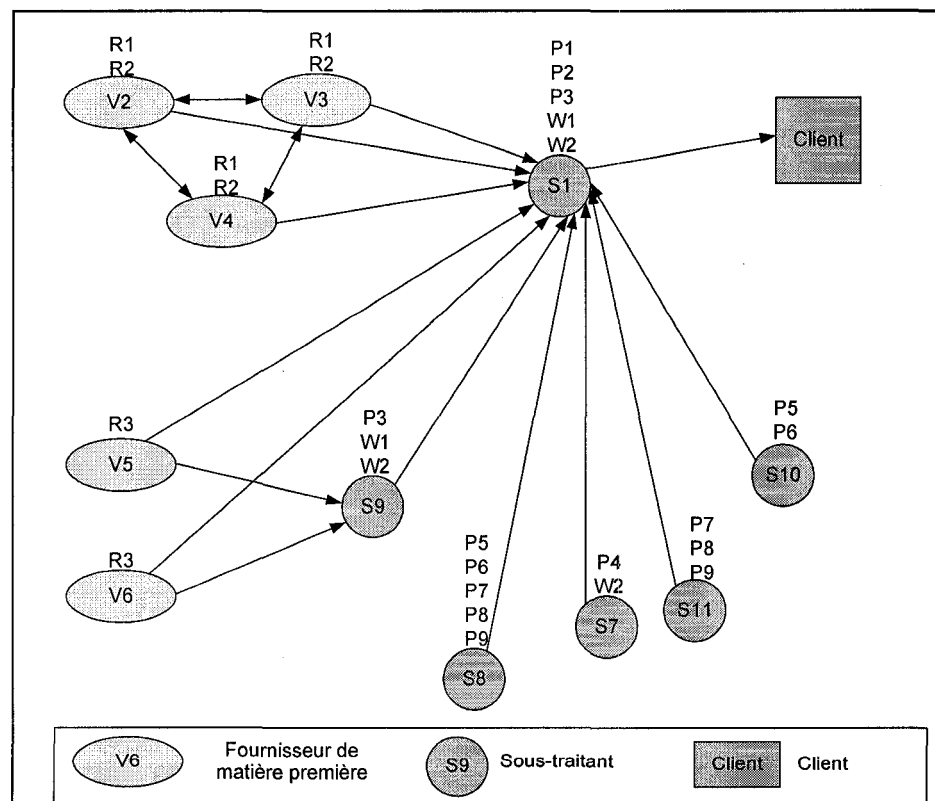 R1
R2
V2
R1
R2
V3
R1
R2
V4
P1
P2
P3
W1
W2
S1
Client
R3
V5
R3
V6
P3
W1
W2
S9
P5
P6
P7
P8
P9
S8
P4
W2
S7
P7
P8
P9
S11
P5
P6
S10
V6
Fournisseur de
matière première
S9
Sous-traitant
Client
Client